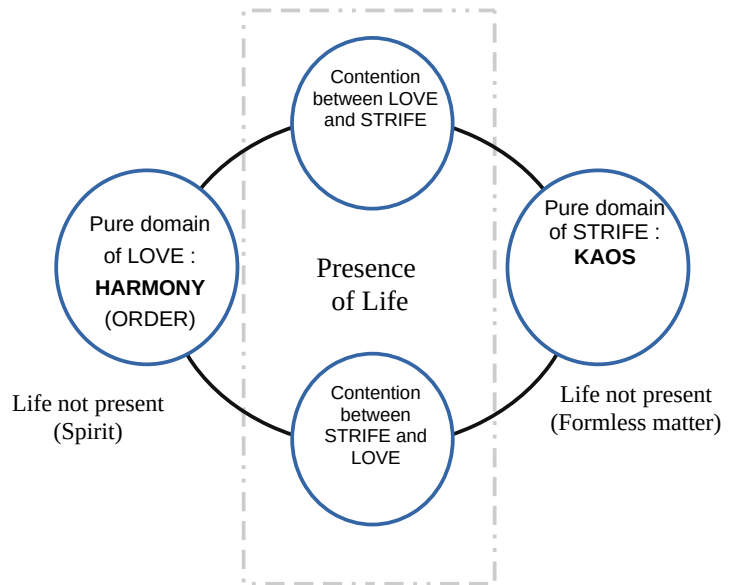 Contention
between LOVE
and STRIFE
Pure domain
of LOVE :
HARMONY
(ORDER)
Pure domain
of STRIFE :
KAOS
Presence
of Life
Life not present
(Spirit)
Contention
between
STRIFE and
LOVE
Life not present
(Formless matter)